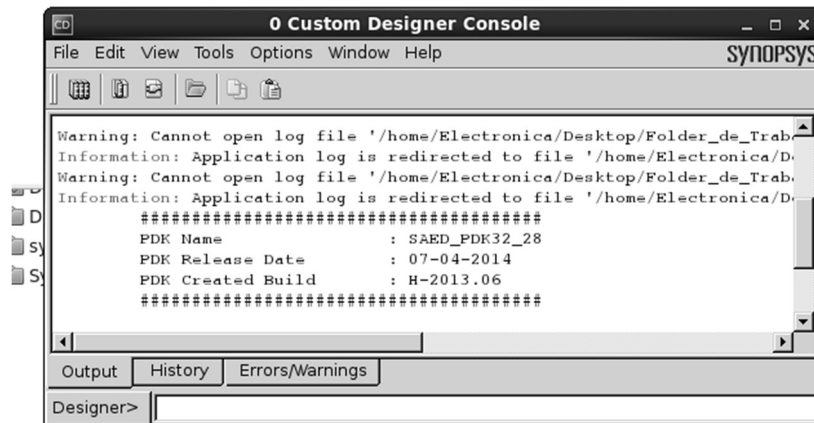 CD
0 Custom Designer Console
File Edit View Tools Options Window Help
SYNOPSYS
Warning: Cannot open log file '/home/Electronica/Desktop/Folder_de_Trab
Information: Application log is redirected to file '/home/Electronica/D
Warning: Cannot open log file '/home/Electronica/Desktop/Folder_de_Trab
Information: Application log is redirected to file '/home/Electronica/D
#######################################
PDK Name : SAED_PDK32_28
PDK Release Date : 07-04-2014
PDK Created Build : H-2013.06
#######################################
D
sy
Sy
Output History Errors/Warnings
Designer>